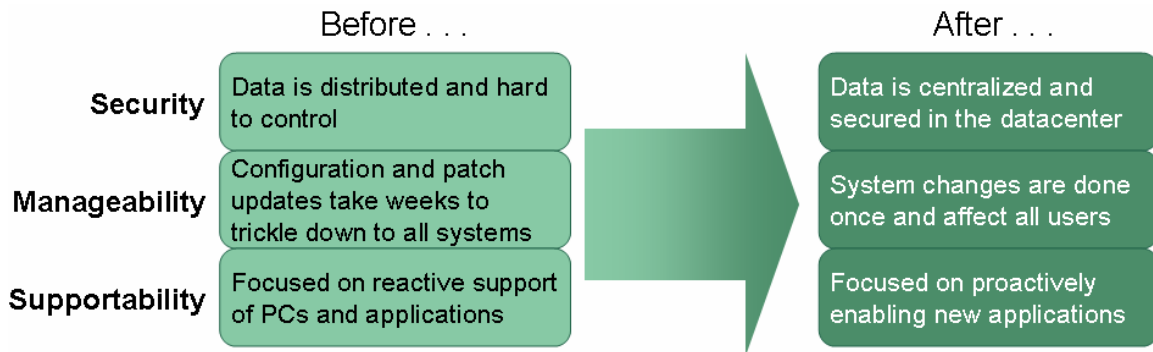 Before . . .
After . . .
Security
Data is distributed and hard
to control
Data is centralized and
secured in the datacenter
Manageability
Configuration and patch
updates take weeks to
trickle down to all systems
System changes are done
once and affect all users
Supportability
Focused on reactive support
of PCs and applications
Focused on proactively
enabling new applications